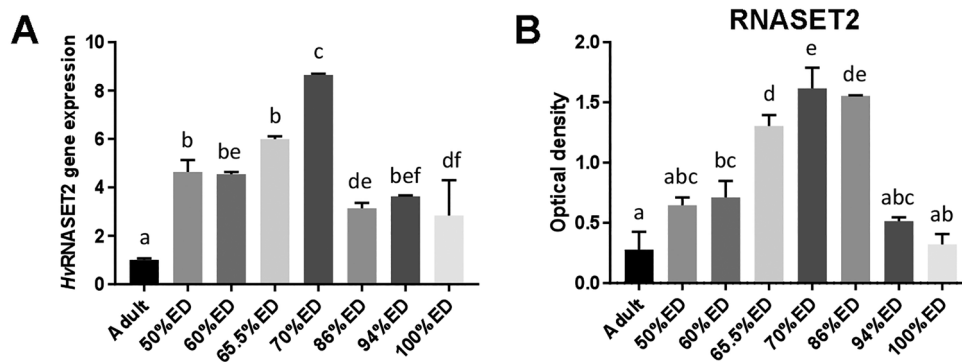 A
HvRNASET2 gene expression
10
8
6
4
2
0
a
b
be
b
c
de
bef
df
Adult
50%ED
60%ED
65.5%ED
70%ED
86%ED
94%ED
100%ED
B
RNASET2
Optical density
2.0
1.5
1.0
0.5
0.0
a
abc
bc
d
e
de
abc
ab
Adult
50%ED
60%ED
65.5%ED
70%ED
86%ED
94%ED
100%ED